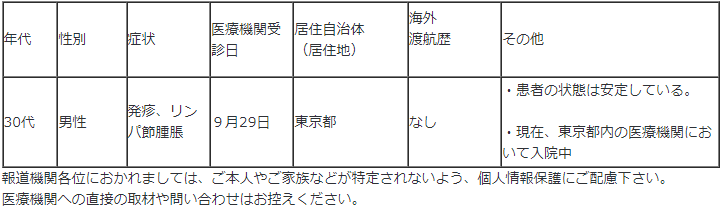 年代 性別 症状 医療機関受診日 居住自治体（居住地） 海外渡航歴 その他
30代 男性 発疹、リンパ節腫脹 ９月29日 東京都 なし ・患者の状態は安定している。
・現在、東京都内の医療機関において入院中
報道機関各位におかれましては、ご本人やご家族などが特定されないよう、個人情報保護にご配慮下さい。
医療機関への直接の取材や問い合わせはお控えください。